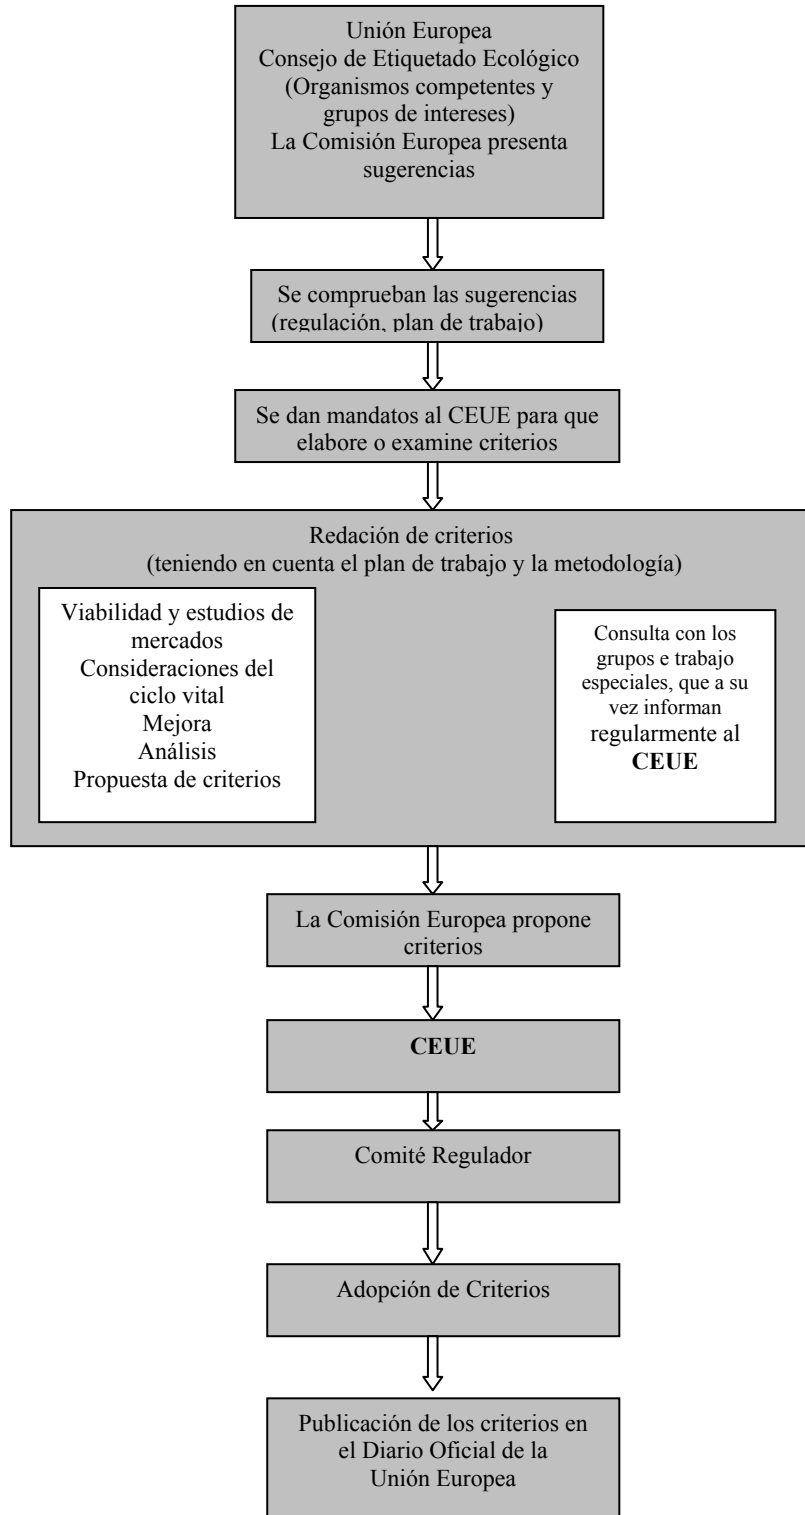 Unión Europea
Consejo de Etiquetado Ecológico
(Organismos competentes y
grupos de intereses)
La Comisión Europea presenta
sugerencias
Se comprueban las sugerencias
(regulación, plan de trabajo)
Se dan mandatos al CEUE para que
elabore o examine criterios
Redación de criterios
(teniendo en cuenta el plan de trabajo y la metodología)
Viabilidad y estudios de
mercados
Consideraciones del
ciclo vital
Mejora
Análisis
Propuesta de criterios
Consulta con los
grupos e trabajo
especiales, que a su
vez informan
regularmente al
CEUE
La Comisión Europea propone
criterios
CEUE
Comité Regulador
Adopción de Criterios
Publicación de los criterios en
el Diario Oficial de la
Unión Europea